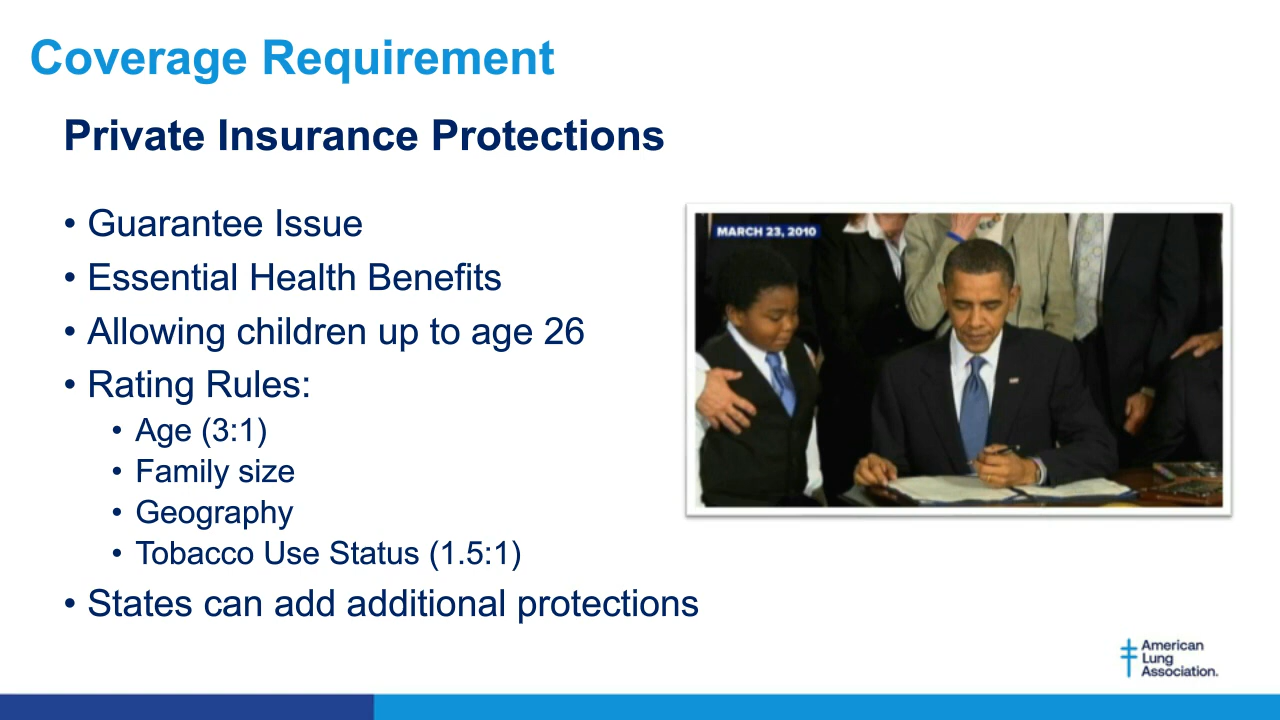 Coverage Requirement
Private Insurance Protections
• Guarantee Issue
• Essential Health Benefits
• Allowing children up to age 26
• Rating Rules:
• Age (3:1)
• Family size
• Geography
• Tobacco Use Status (1.5:1)
• States can add additional protections
MARCH 23, 2010
American
Lung
Association.